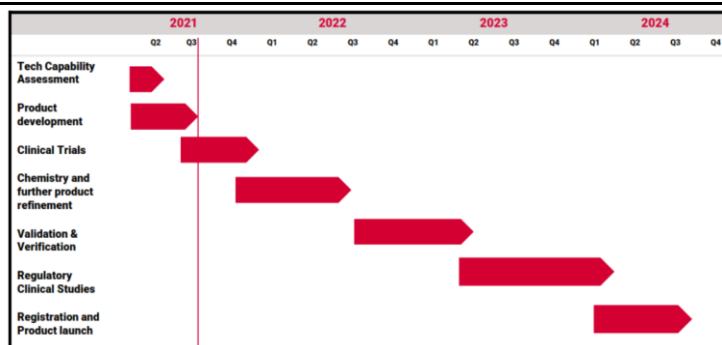 2021 2022 2023 2024
Q2 Q3 Q4 Q1 Q2 Q3 Q4 Q1 Q2 Q3 Q4 Q1 Q2 Q3 Q4
Tech Capability
Assessment
Product
development
Clinical Trials
Chemistry and
further product
refinement
Validation &
Verification
Regulatory
Clinical Studies
Registration and
Product launch